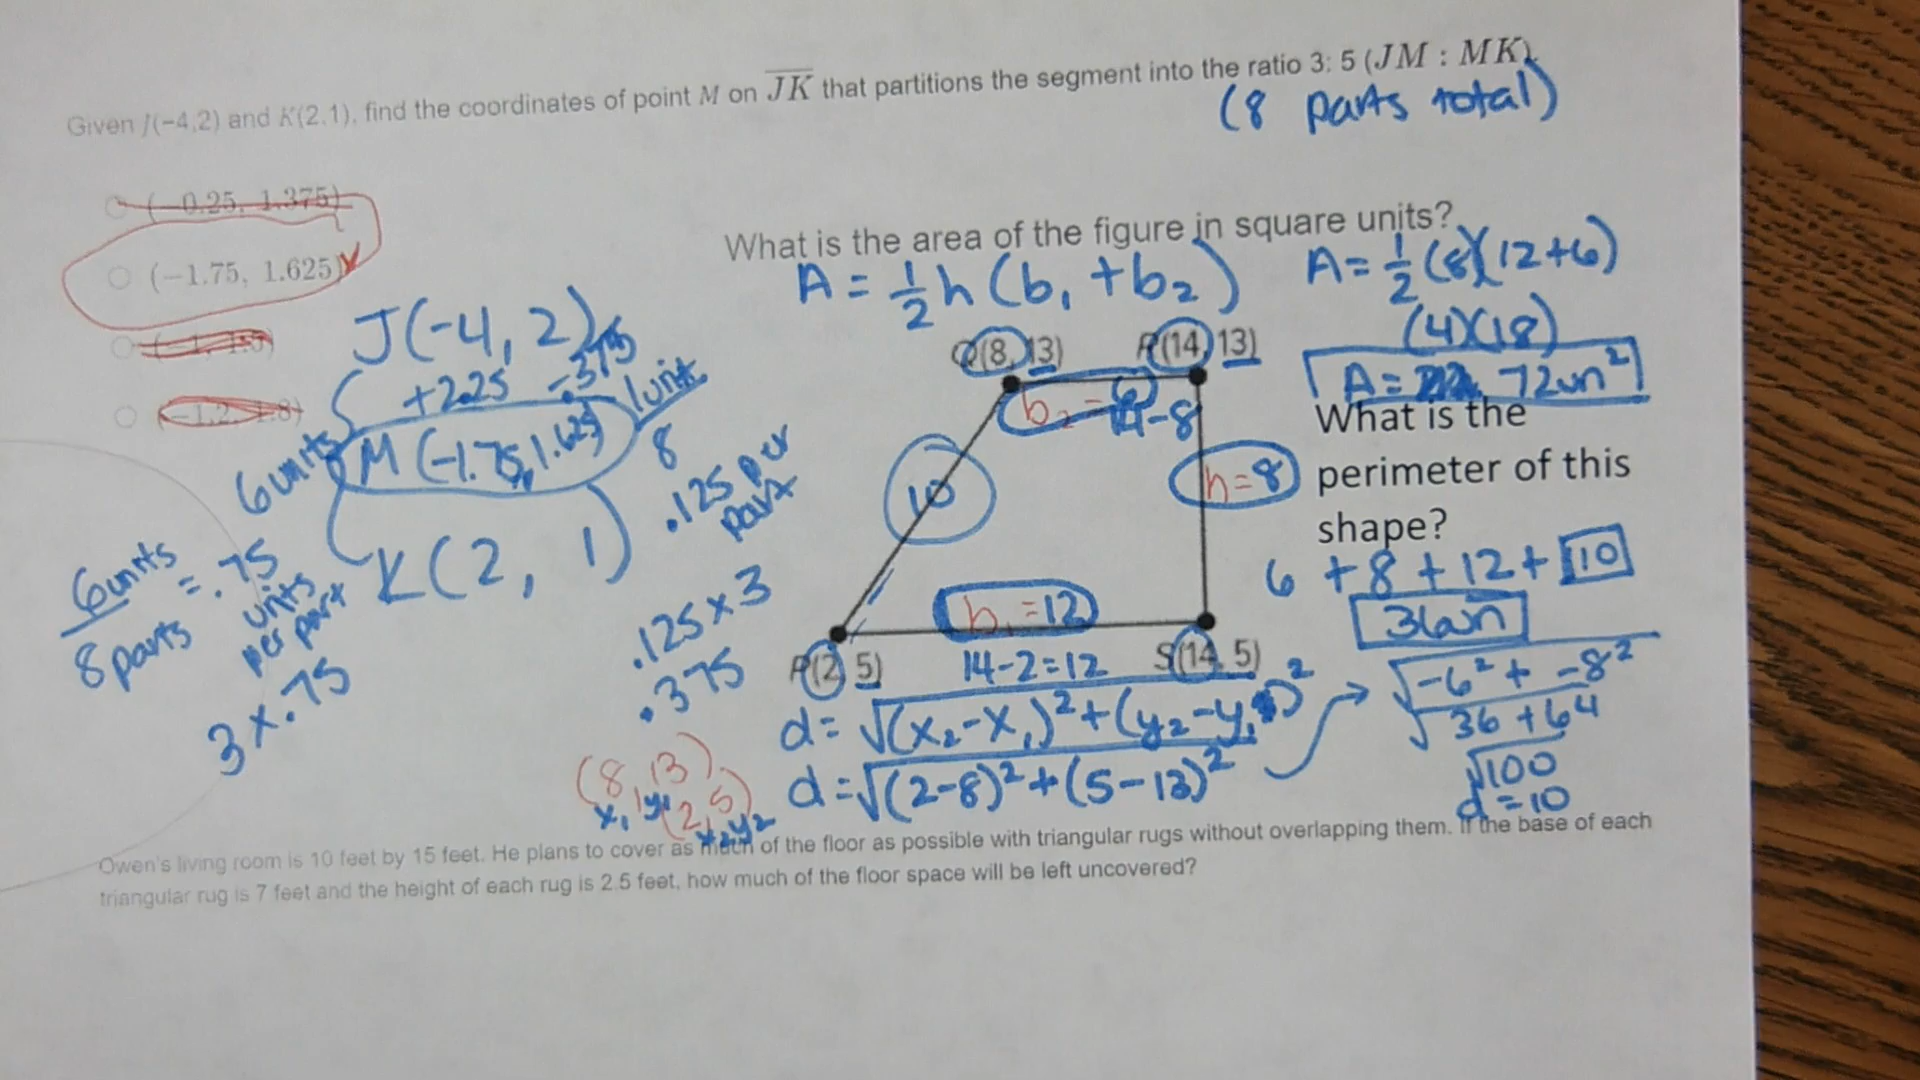 Given J(−4,2) and K(2,1), find the coordinates of point M on JK that partitions the segment into the ratio 3: 5 (JM : MK).
(8 parts total)
(−0.25, 1.375)
(−1.75, 1.625)
J(-4, 2)
+2.25 -.375
M(-1.75, 1.625)
K(2, 1)
6 units
1 unit
8
.125 per
part
6 units
8 parts
= .75
units
per part
3 x .75
.125 x 3
.375
What is the area of the figure in square units?
A = 1/2 h (b1 + b2)
A = 1/2 (8)(12+6)
(4)(18)
A = 72un²
Q(8, 13)
R(14, 13)
b2 = 6
14-8
10
h=8
b1 = 12
P(2, 5)
14-2=12
S(14, 5)
What is the
perimeter of this
shape?
6 + 8 + 12 + 10
36un
d = √(x2-x1)² + (y2-y1)²
d = √(2-8)² + (5-13)²
√-6² + -8²
√36 + 64
√100
d = 10
(8, 13)
x1 y1
(2, 5)
x2 y2
Owen's living room is 10 feet by 15 feet. He plans to cover as much of the floor as possible with triangular rugs without overlapping them. If the base of each
triangular rug is 7 feet and the height of each rug is 2.5 feet, how much of the floor space will be left uncovered?